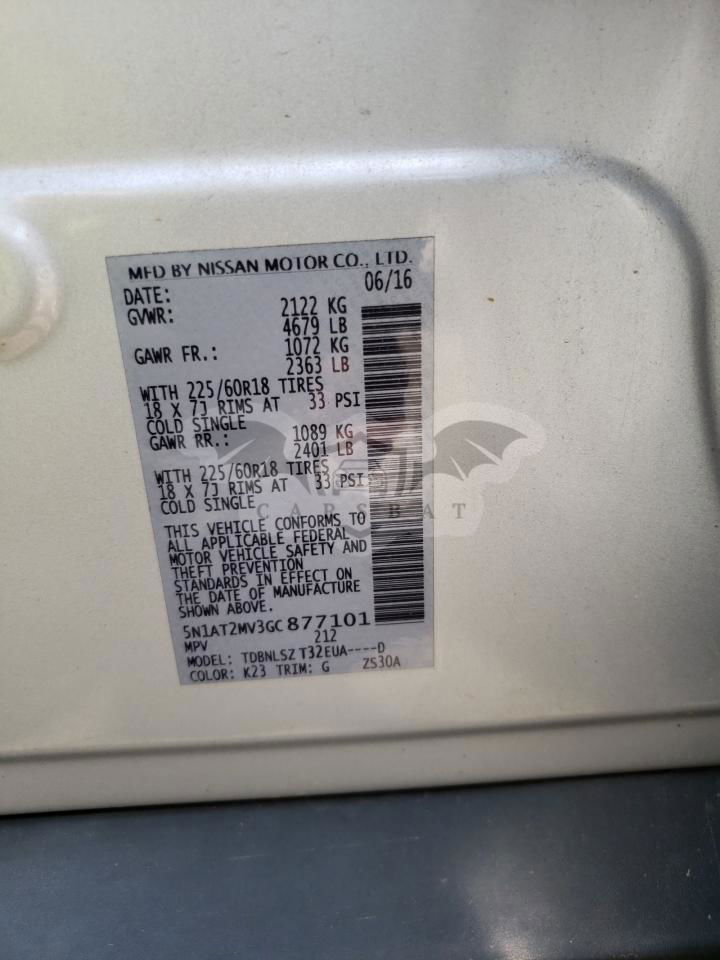 MFD BY NISSAN MOTOR CO., LTD.
DATE: 06/16
GVWR: 2122 KG
4679 LB
GAWR FR.: 1072 KG
2363 LB
WITH 225/60R18 TIRES
18 X 7J RIMS AT 33 PSI
COLD SINGLE
GAWR RR.: 1089 KG
2401 LB
WITH 225/60R18 TIRES
18 X 7J RIMS AT 33 PSI
COLD SINGLE
CARSBAT
THIS VEHICLE CONFORMS TO
ALL APPLICABLE FEDERAL
MOTOR VEHICLE SAFETY AND
THEFT PREVENTION
STANDARDS IN EFFECT ON
THE DATE OF MANUFACTURE
SHOWN ABOVE.
5N1AT2MV3GC877101
MPV 212
MODEL: TDBNLSZ T32EUA----D
COLOR: K23 TRIM: G ZS30A